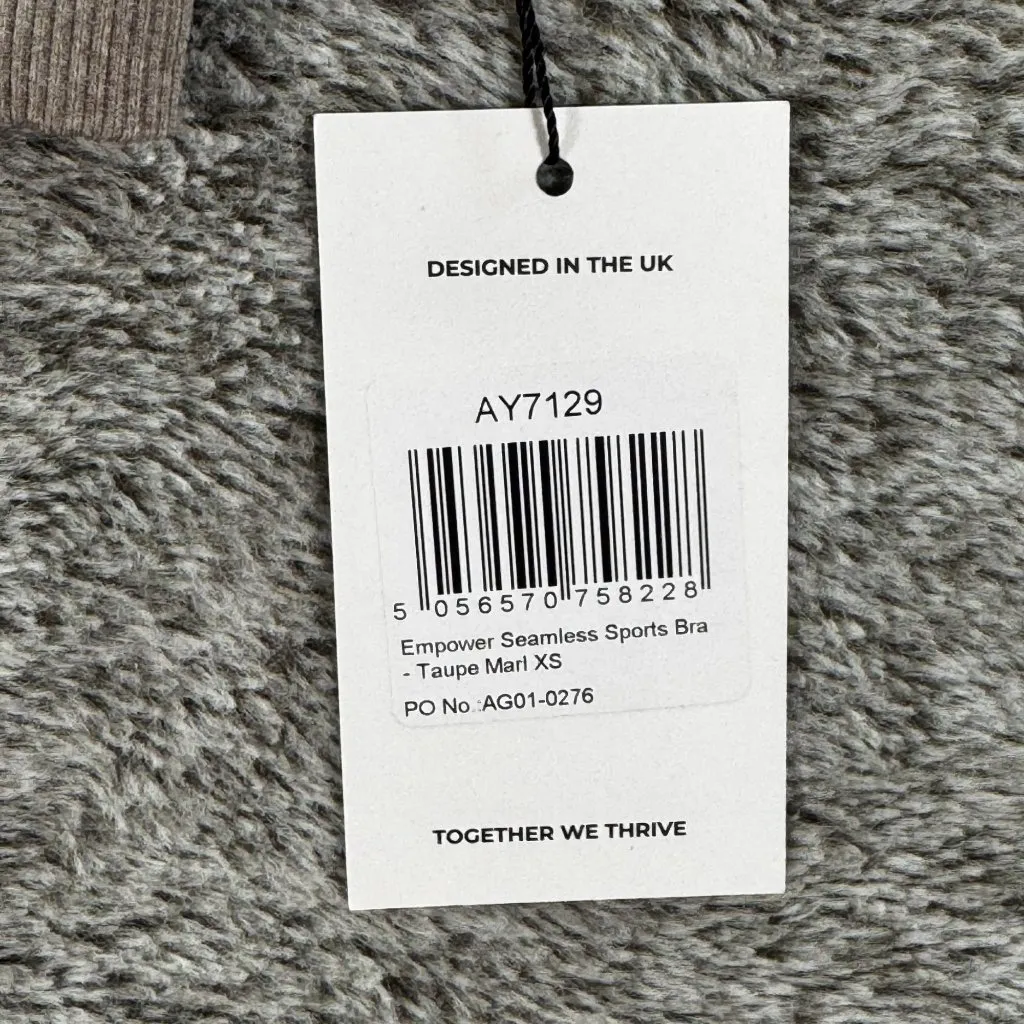 DESIGNED IN THE UK
AY7129
5 056570 758228
Empower Seamless Sports Bra
- Taupe Marl XS
PO No.:AG01-0276
TOGETHER WE THRIVE